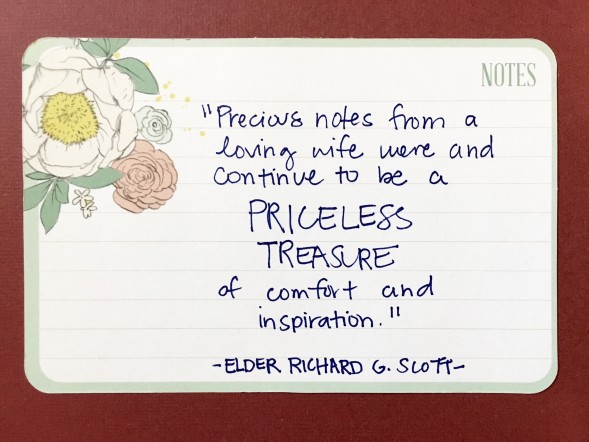 NOTES
"Precious notes from a
loving wife were and
continue to be a
PRICELESS
TREASURE
of comfort and
inspiration."
-ELDER RICHARD G. SCOTT-